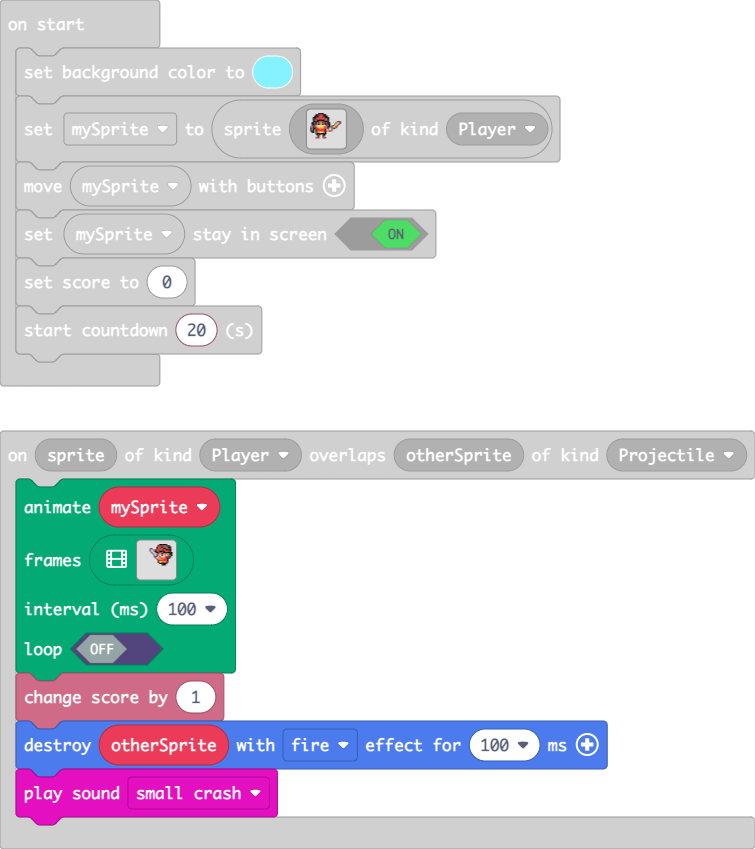 on start
set background color to
set mySprite to sprite of kind Player
move mySprite with buttons
set mySprite stay in screen ON
set score to 0
start countdown 20 (s)
on sprite of kind Player overlaps otherSprite of kind Projectile
animate mySprite
frames
interval (ms) 100
loop OFF
change score by 1
destroy otherSprite with fire effect for 100 ms
play sound small crash